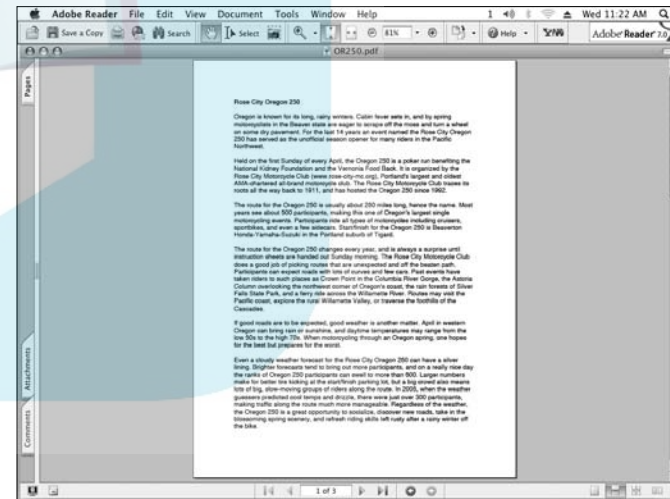 Adobe Reader File Edit View Document Tools Window Help 1 Wed 11:22 AM
Save a Copy Search Select 81% Help Y! Adobe Reader 7.0
OR250.pdf
Pages
Rose City Oregon 250
Oregon is known for its long, rainy winters. Cabin fever sets in, and by spring
motorcyclists in the Beaver state are eager to scrape off the moss and turn a wheel
on some dry pavement. For the last 14 years an event named the Rose City Oregon
250 has served as the unofficial season opener for many riders in the Pacific
Northwest.
Held on the first Sunday of every April, the Oregon 250 is a poker run benefiting the
National Kidney Foundation and the Vernonia Food Bank. It is organized by the
Rose City Motorcycle Club (www.rose-city-mc.org), Portland's largest and oldest
AMA-chartered all-brand motorcycle club. The Rose City Motorcycle Club traces its
roots all the way back to 1911, and has hosted the Oregon 250 since 1992.
The route for the Oregon 250 is usually about 250 miles long, hence the name. Most
years see about 500 participants, making this one of Oregon's largest single
motorcycling events. Participants ride all types of motorcycles including cruisers,
sportbikes, and even a few sidecars. Start/finish for the Oregon 250 is Beaverton
Honda-Yamaha-Suzuki in the Portland suburb of Tigard.
The route for the Oregon 250 changes every year, and is always a surprise until
instruction sheets are handed out Sunday morning. The Rose City Motorcycle Club
does a good job of picking routes that are unexpected and off the beaten path.
Participants can expect roads with lots of curves and few cars. Past events have
taken riders to such places as Crown Point in the Columbia River Gorge, the Astoria
Column overlooking the northwest corner of Oregon's coast, the rain forests of Silver
Falls State Park, and a ferry ride across the Willamette River. Routes may visit the
Pacific coast, explore the rural Willamette Valley, or traverse the foothills of the
Cascades.
If good roads are to be expected, good weather is another matter. April in western
Oregon can bring rain or sunshine, and daytime temperatures may range from the
low 50s to the high 70s. When motorcycling through an Oregon spring, one hopes
for the best but prepares for the worst.
Even a cloudy weather forecast for the Rose City Oregon 250 can have a silver
lining. Brighter forecasts tend to bring out more participants, and on a really nice day
the ranks of Oregon 250 participants can swell to more than 800. Larger numbers
make for better tire kicking at the start/finish parking lot, but a big crowd also means
lots of big, slow-moving groups of riders along the route. In 2005, when the weather
guessers predicted cool temps and drizzle, there were just over 300 participants,
making traffic along the route much more manageable. Regardless of the weather,
the Oregon 250 is a great opportunity to socialize, discover new roads, take in the
blossoming spring scenery, and refresh riding skills left rusty after a rainy winter off
the bike.
Attachments
Comments
1 of 3